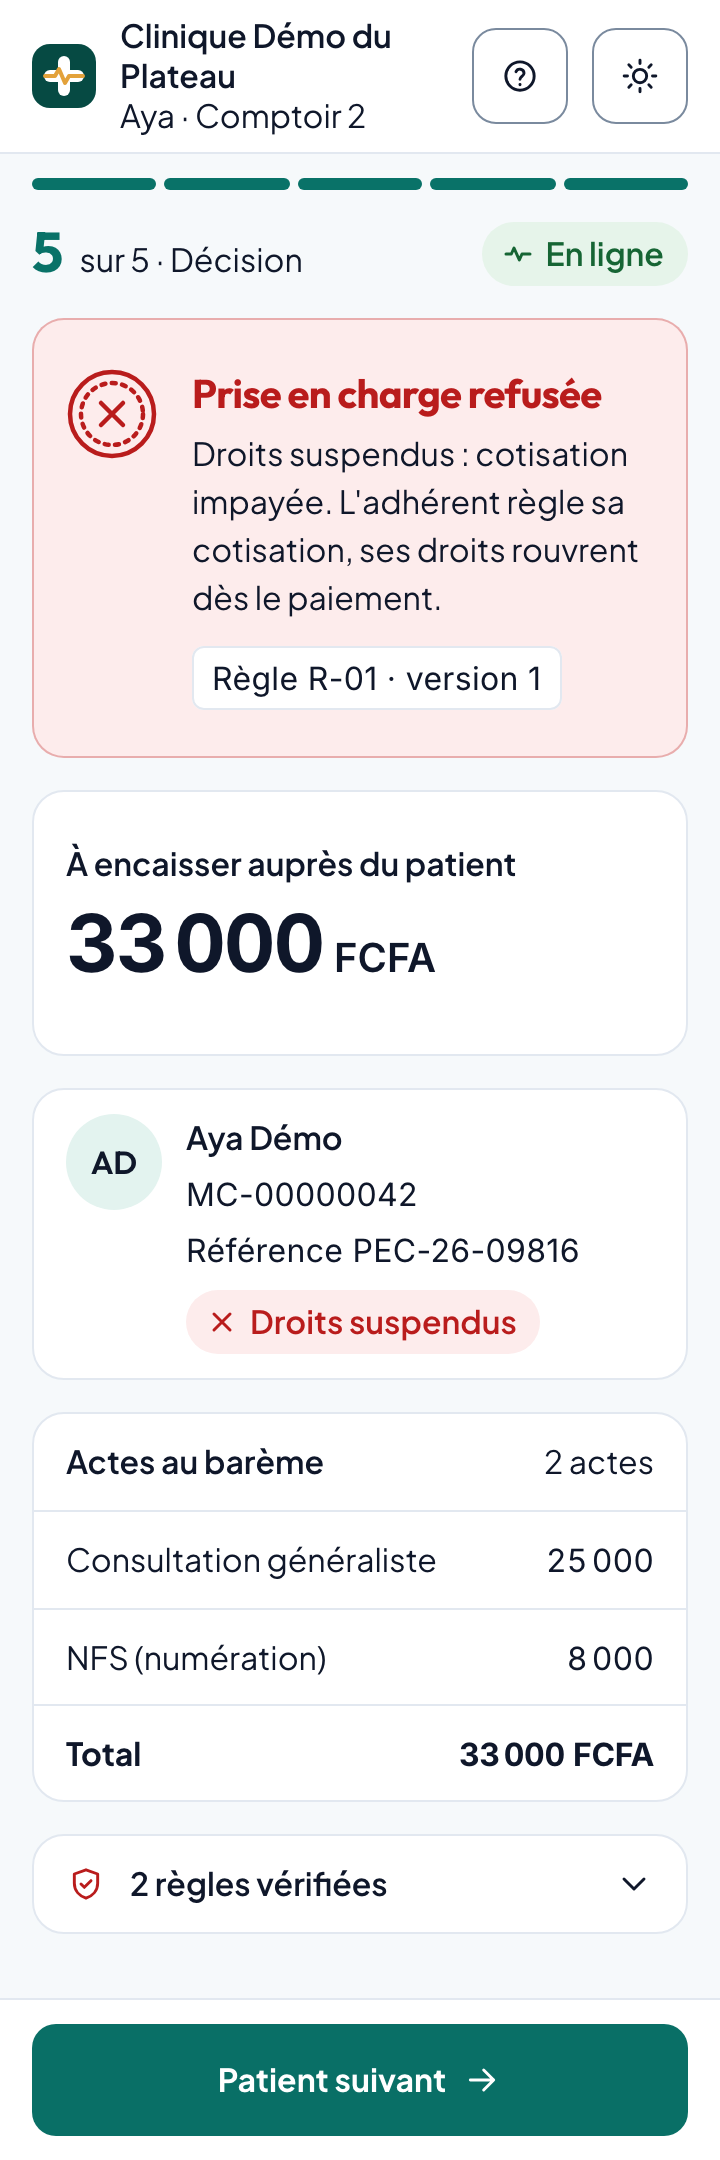 Clinique Démo du
Plateau
Aya · Comptoir 2
5 sur 5 · Décision
En ligne
Prise en charge refusée
Droits suspendus : cotisation
impayée. L'adhérent règle sa
cotisation, ses droits rouvrent
dès le paiement.
Règle R-01 · version 1
À encaisser auprès du patient
33 000 FCFA
AD
Aya Démo
MC-00000042
Référence PEC-26-09816
Droits suspendus
Actes au barème 2 actes
Consultation généraliste 25 000
NFS (numération) 8 000
Total 33 000 FCFA
2 règles vérifiées
Patient suivant